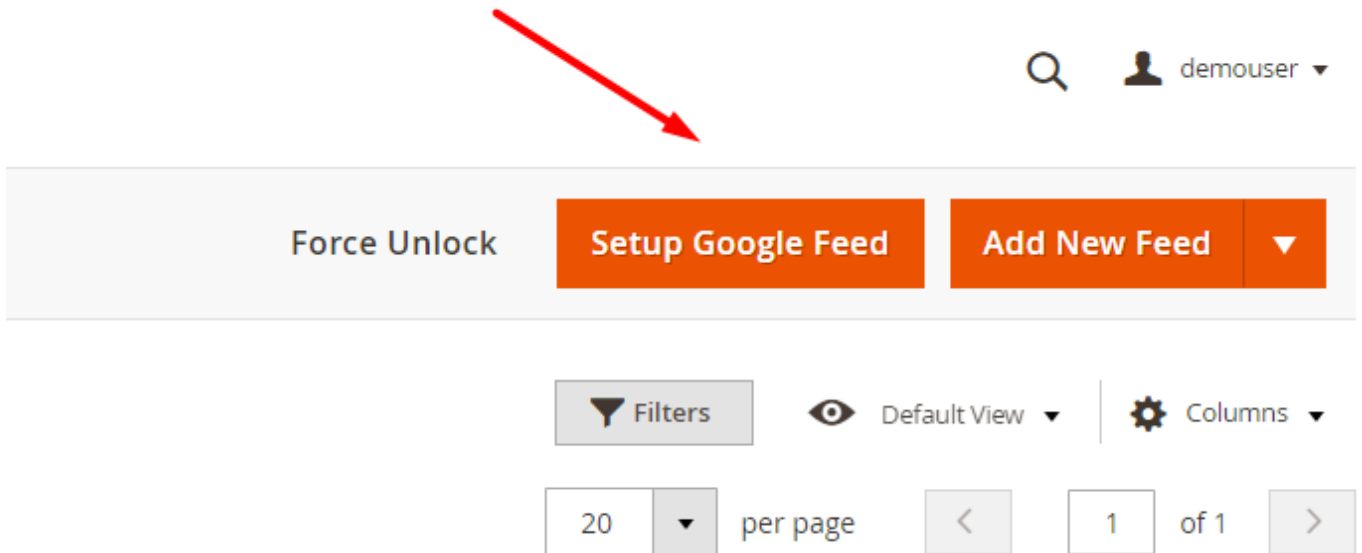 demouser
Force Unlock Setup Google Feed Add New Feed
Filters Default View Columns
20 per page 1 of 1